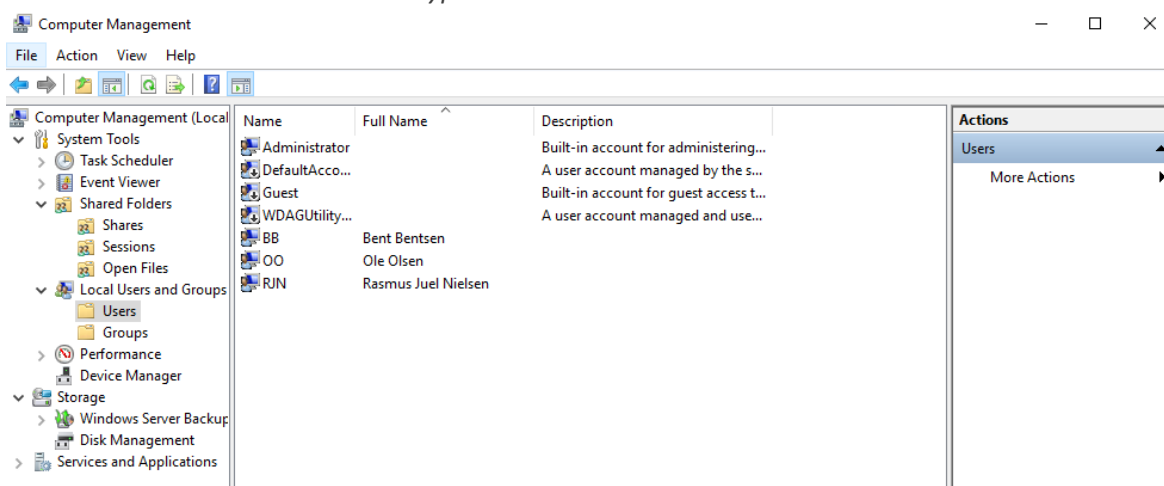 Computer Management
File Action View Help
Computer Management (Local
System Tools
Task Scheduler
Event Viewer
Shared Folders
Shares
Sessions
Open Files
Local Users and Groups
Users
Groups
Performance
Device Manager
Storage
Windows Server Backup
Disk Management
Services and Applications
Name Full Name Description
Administrator Built-in account for administering...
DefaultAcco... A user account managed by the s...
Guest Built-in account for guest access t...
WDAGUtility... A user account managed and use...
BB Bent Bentsen
OO Ole Olsen
RJN Rasmus Juel Nielsen
Actions
Users
More Actions